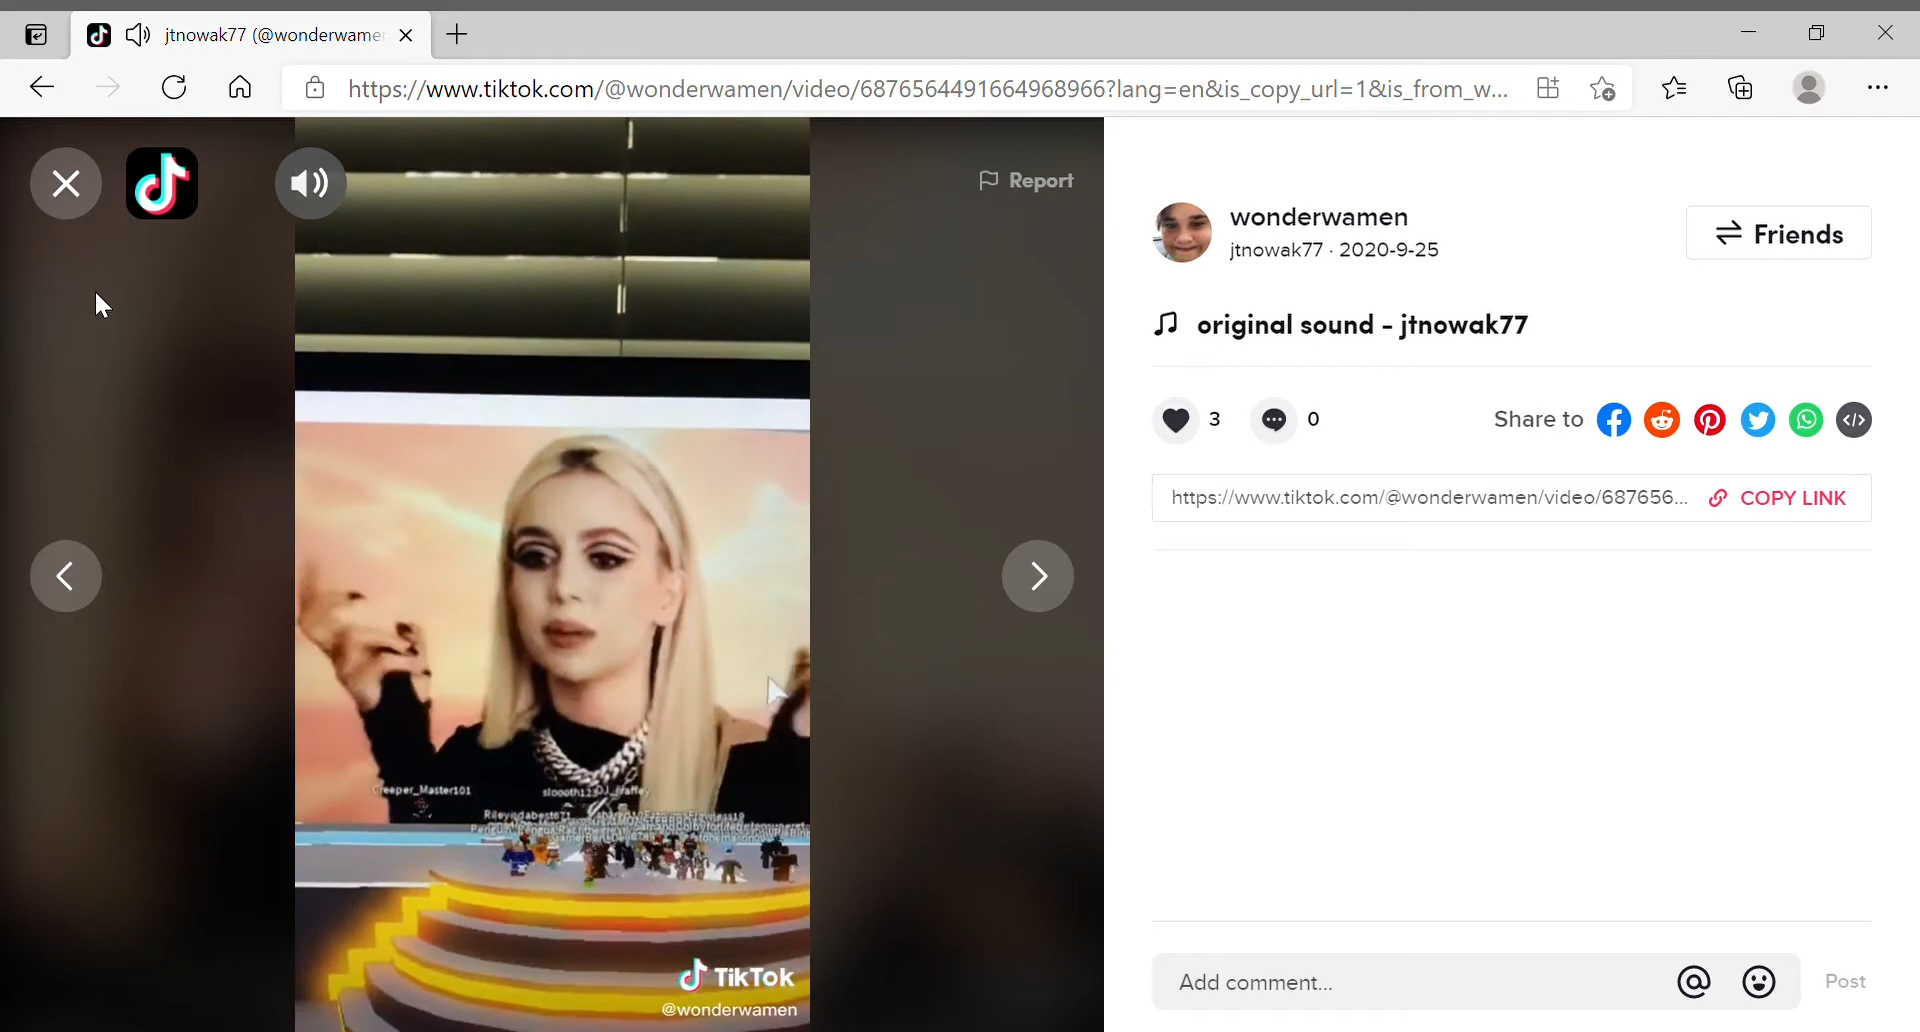 jtnowak77 (@wonderwame
https://www.tiktok.com/@wonderwamen/video/6876564491664968966?lang=en&is_copy_url=1&is_from_w...
Report
wonderwamen
Friends
jtnowak77 · 2020-9-25
original sound - jtnowak77
3
0
Share to
https://www.tiktok.com/@wonderwamen/video/687656...
COPY LINK
Creeper_Master101
TikTok
@wonderwamen
Add comment...
Post